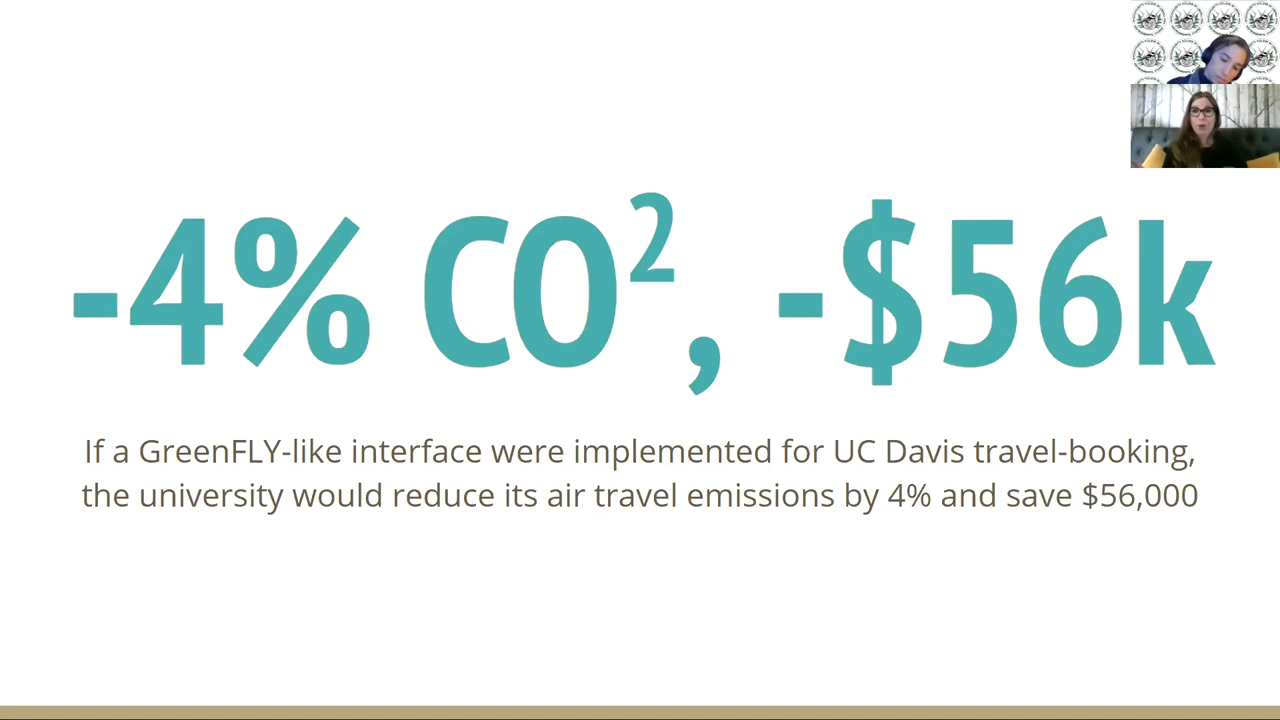 -4% CO², -$56k
If a GreenFLY-like interface were implemented for UC Davis travel-booking,
the university would reduce its air travel emissions by 4% and save $56,000